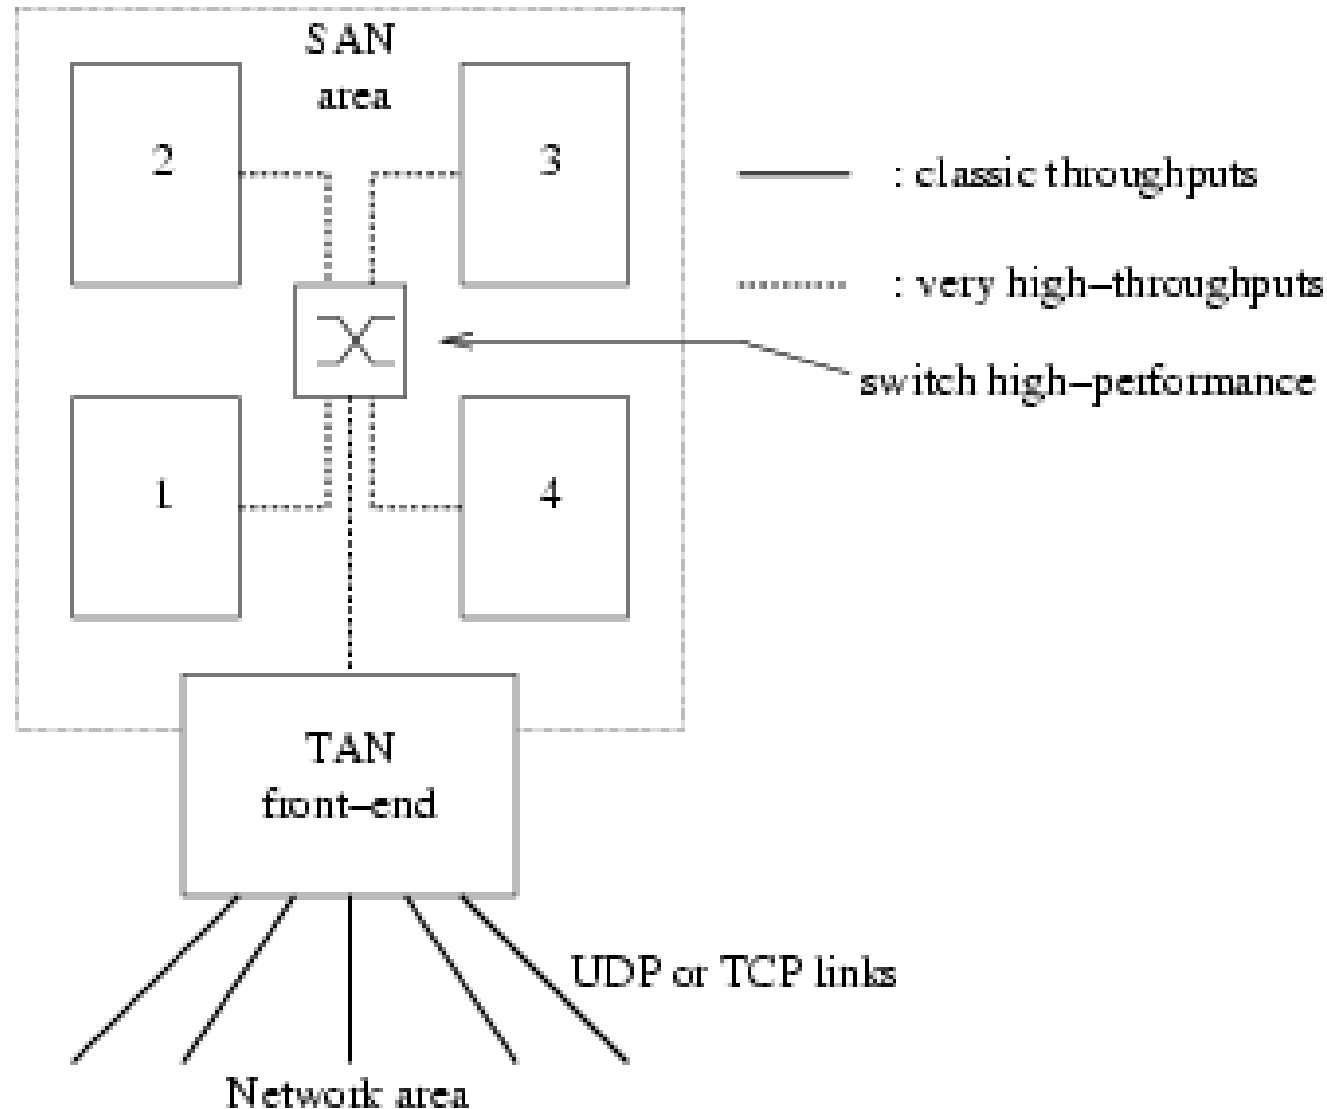 SAN
area
2
3
: classic throughputs
: very high–throughputs
switch high–performance
1
4
TAN
front–end
UDP or TCP links
Network area